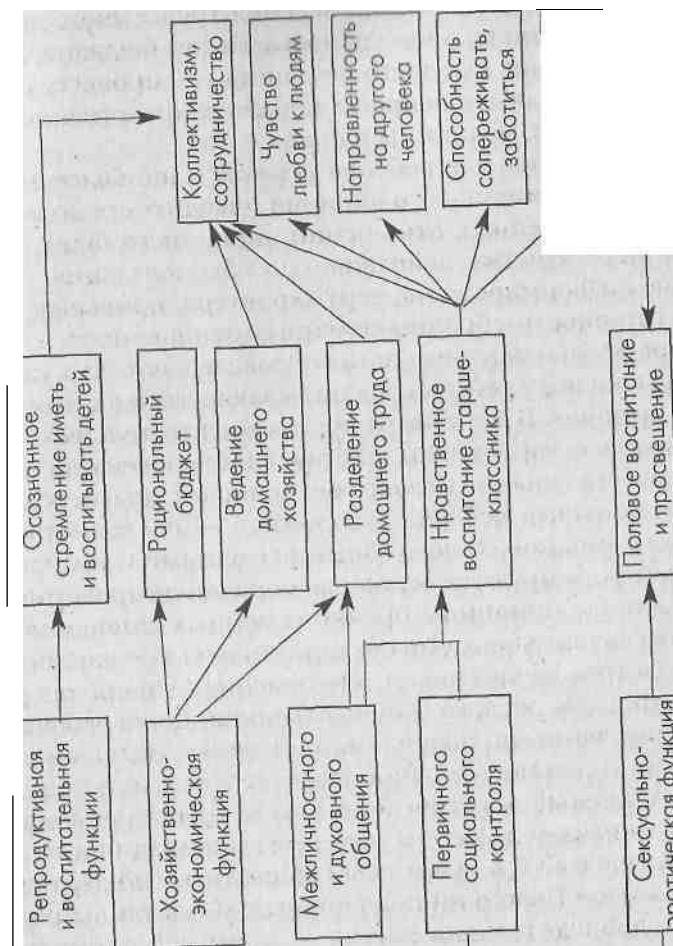 Репродуктивная
и воспитательная
функции
Хозяйственно-
экономическая
функция
Межличностного
и духовного
общения
Первичного
социального
контроля
Сексуально-
эротическая функция
Осознанное
стремление иметь
и воспитывать детей
Рациональный
бюджет
Ведение
домашнего
хозяйства
Разделение
домашнего труда
Нравственное
воспитание старше-
классника
Половое воспитание
и просвещение
Коллективизм,
сотрудничество
Чувство
любви к людям
Направленность
на другого
человека
Способность
сопереживать,
заботиться